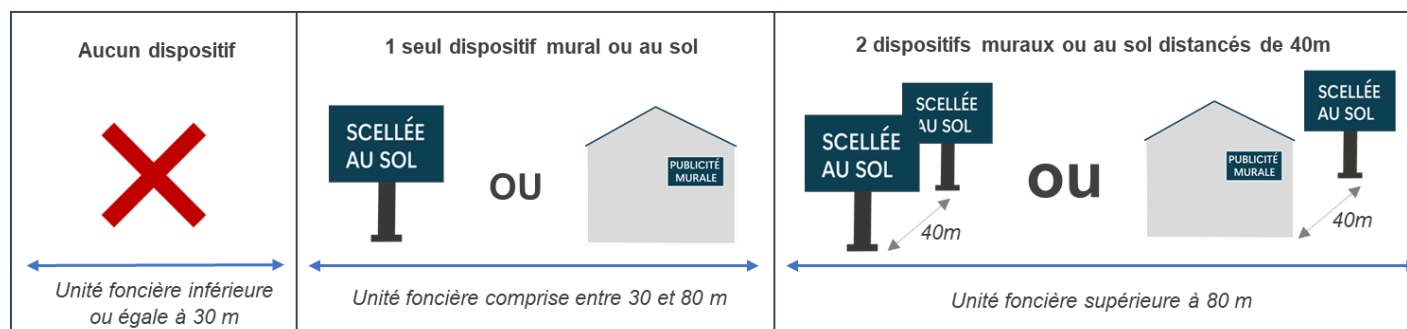 Aucun dispositif
Unité foncière inférieure
ou égale à 30 m
1 seul dispositif mural ou au sol
SCELLÉE
AU SOL
OU
PUBLICITÉ
MURALE
Unité foncière comprise entre 30 et 80 m
2 dispositifs muraux ou au sol distancés de 40m
SCELLÉE
AU SOL
SCELLÉE
AU SOL
40m
ou
PUBLICITÉ
MURALE
SCELLÉE
AU SOL
40m
Unité foncière supérieure à 80 m